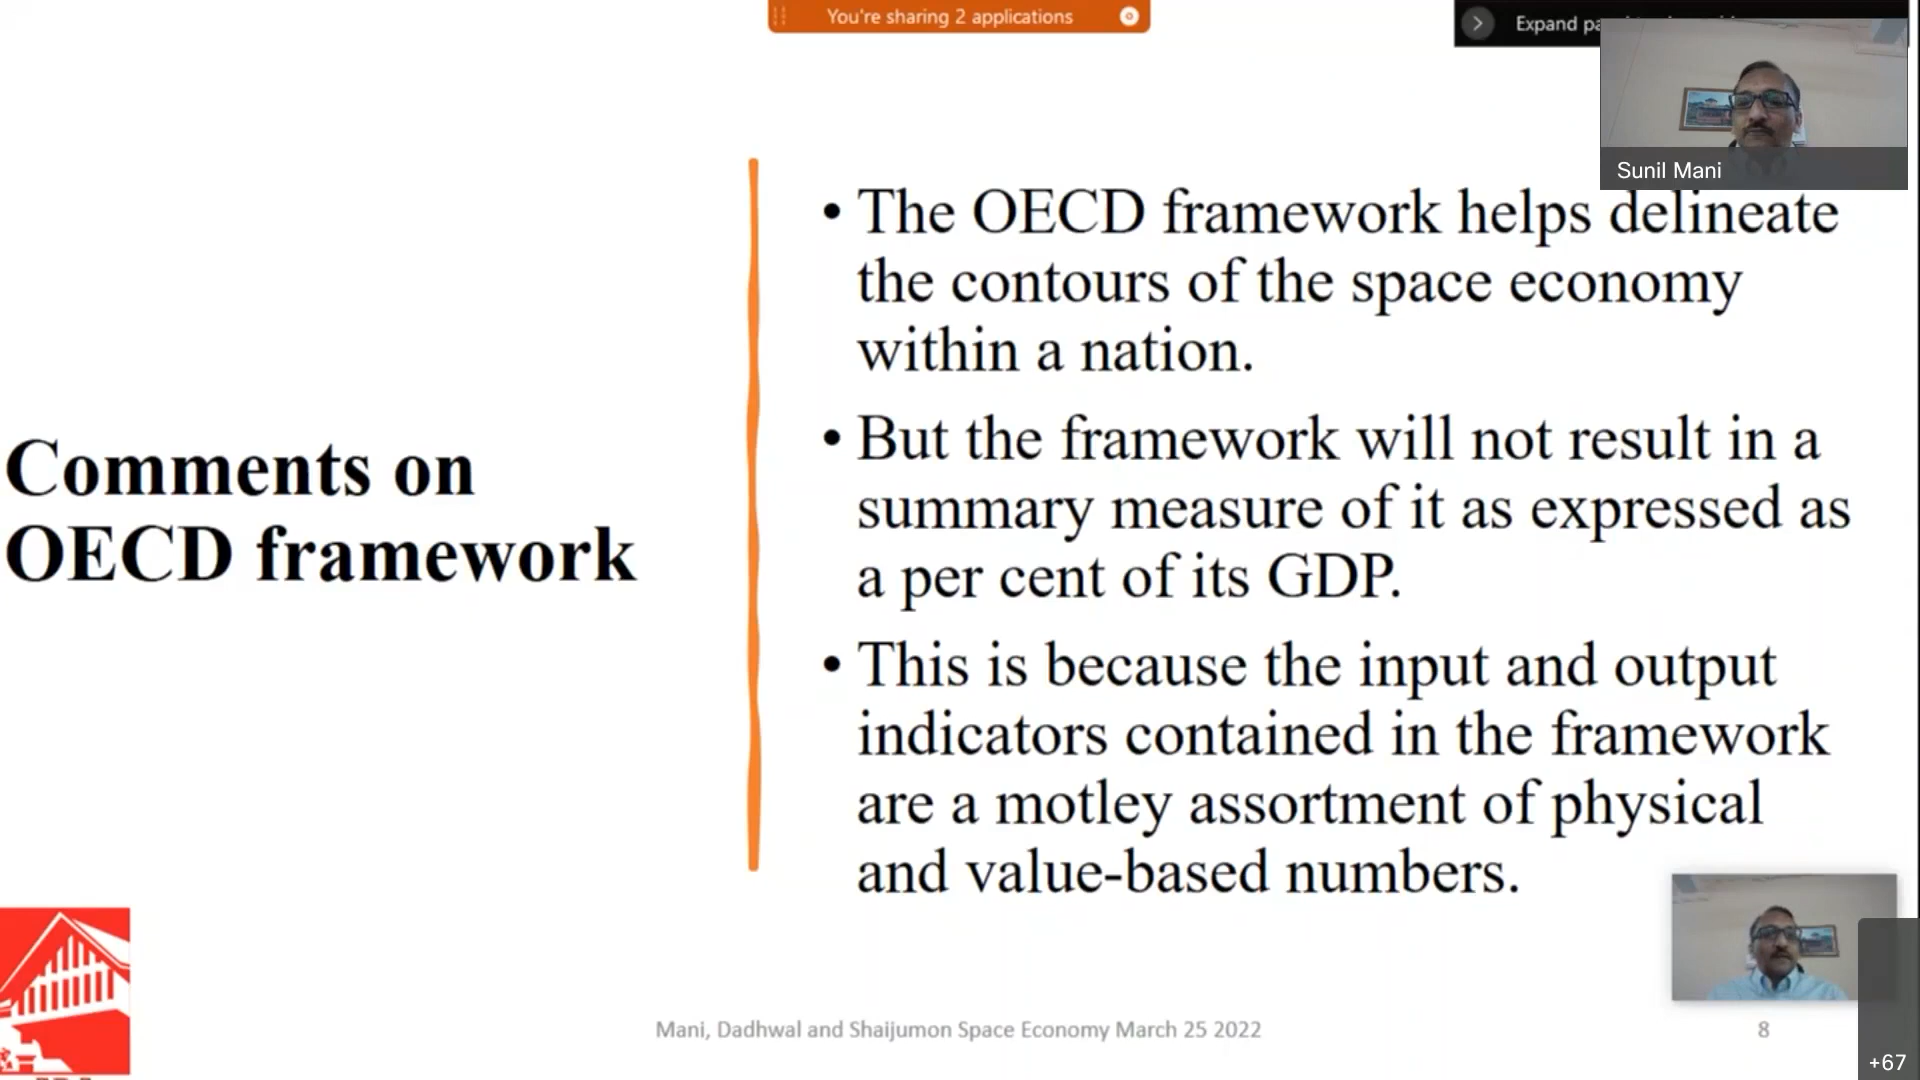 You're sharing 2 applications
Expand pa
Sunil Mani
Comments on
OECD framework
• The OECD framework helps delineate
the contours of the space economy
within a nation.
• But the framework will not result in a
summary measure of it as expressed as
a per cent of its GDP.
• This is because the input and output
indicators contained in the framework
are a motley assortment of physical
and value-based numbers.
Mani, Dadhwal and Shaijumon Space Economy March 25 2022
8
+67